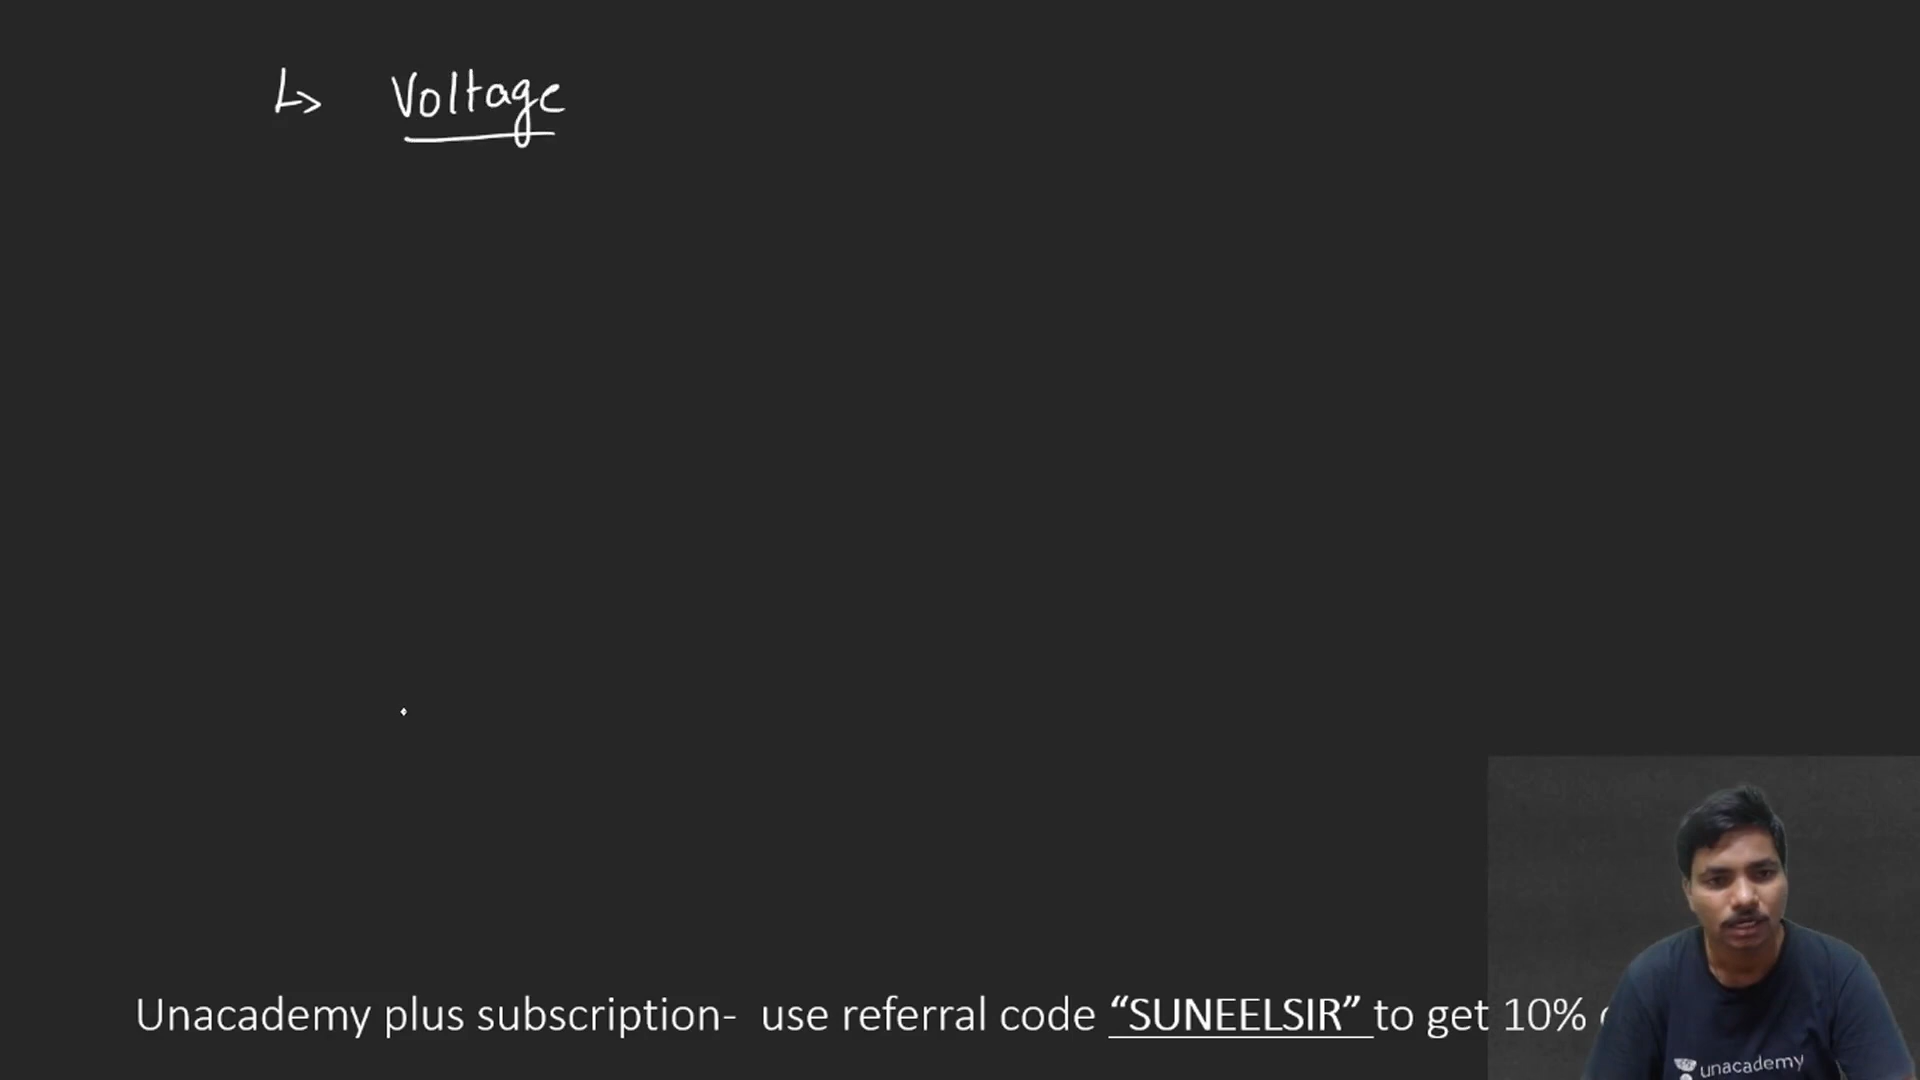 ↳ Voltage
Unacademy plus subscription- use referral code “SUNEELSIR” to get 10%
unacademy